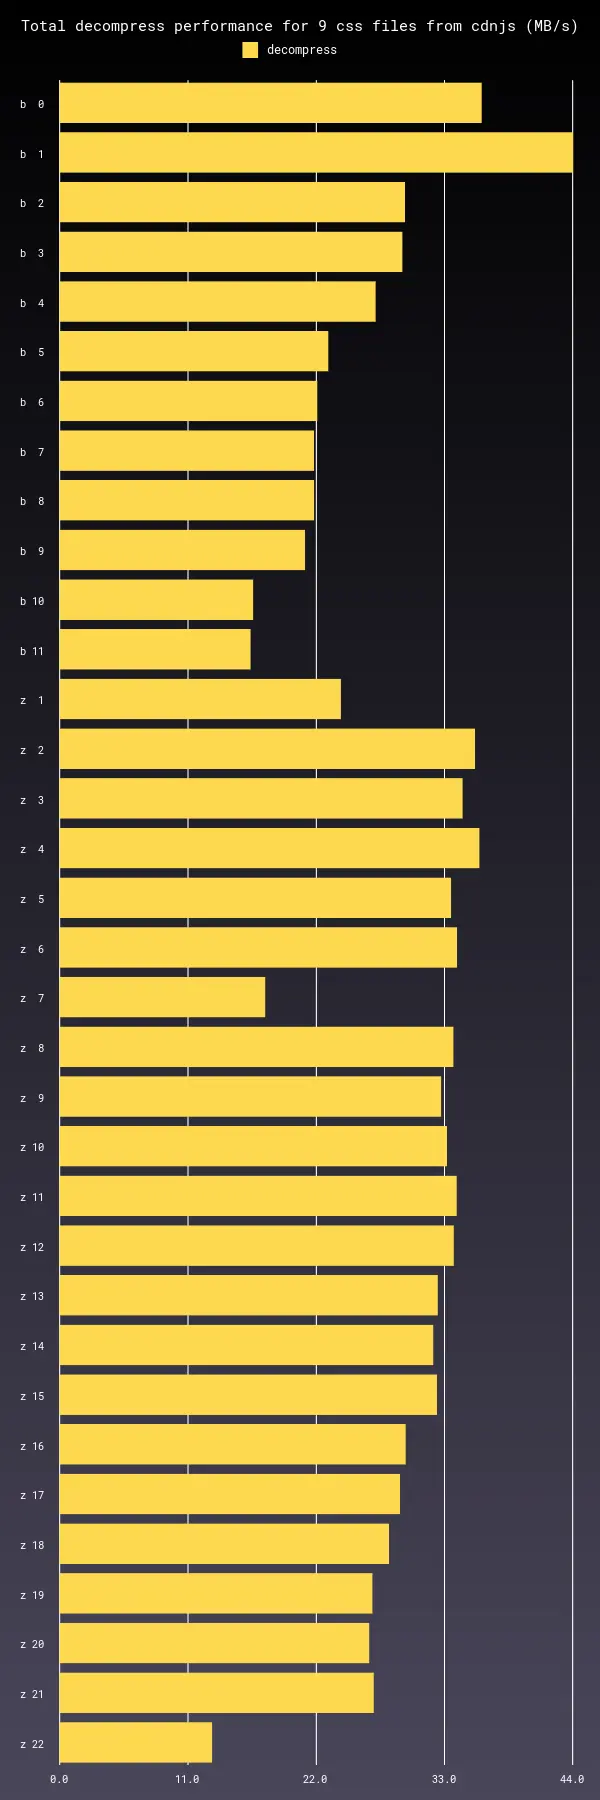 Total decompress performance for 9 css files from cdnjs (MB/s)
decompress
b 0
b 1
b 2
b 3
b 4
b 5
b 6
b 7
b 8
b 9
b 10
b 11
z 1
z 2
z 3
z 4
z 5
z 6
z 7
z 8
z 9
z 10
z 11
z 12
z 13
z 14
z 15
z 16
z 17
z 18
z 19
z 20
z 21
z 22
0.0 11.0 22.0 33.0 44.0